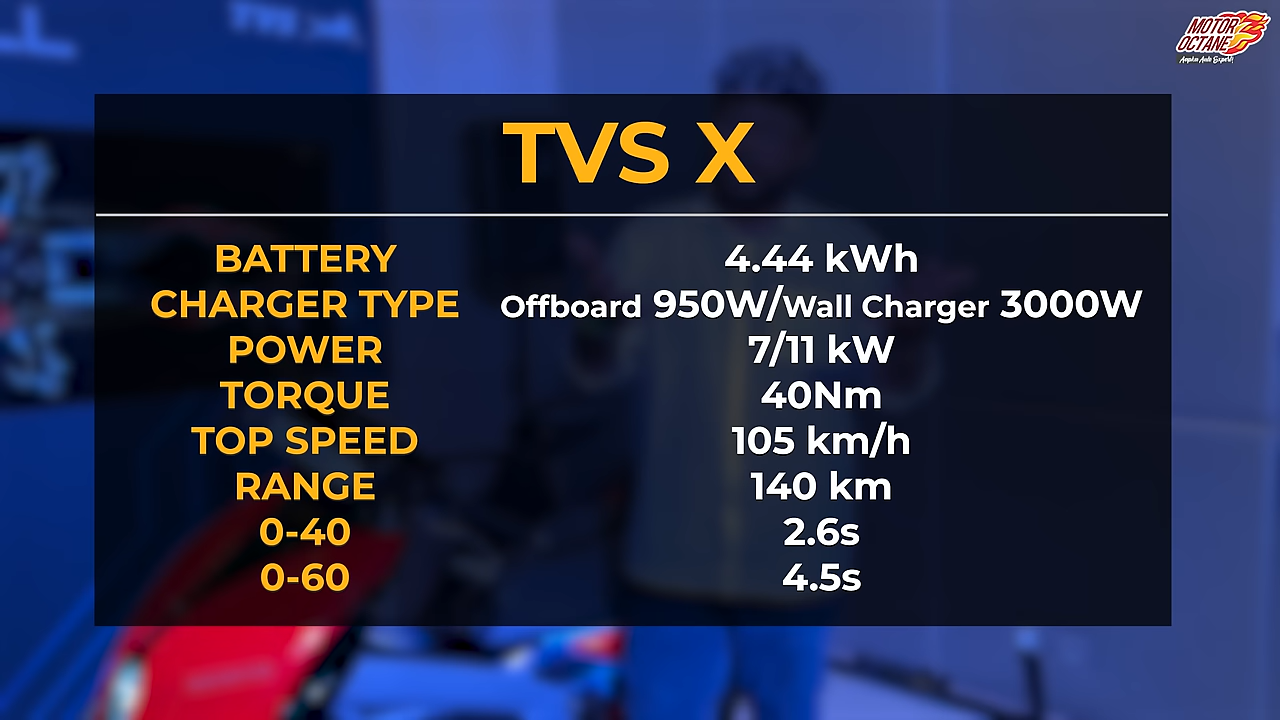 MOTOR
OCTANE
TVS X
BATTERY 4.44 kWh
CHARGER TYPE Offboard 950W/Wall Charger 3000W
POWER 7/11 kW
TORQUE 40Nm
TOP SPEED 105 km/h
RANGE 140 km
0-40 2.6s
0-60 4.5s